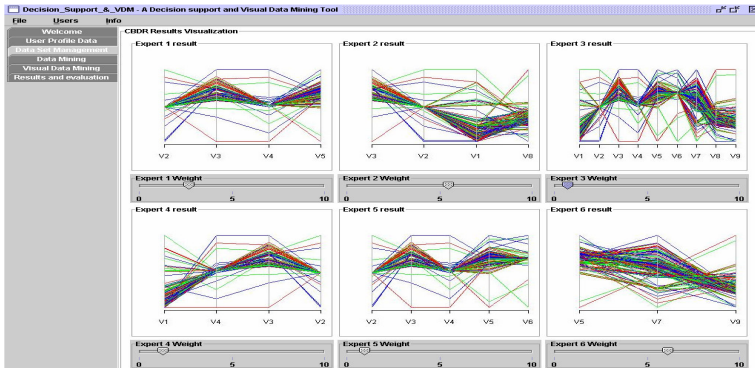 Decision_Support_&_VDM - A Decision support and Visual Data Mining Tool
File Users Info
Welcome
User Profile Data
Data Set Management
Data Mining
Visual Data Mining
Results and evaluation
CBDR Results Visualization
Expert 1 result
V2 V3 V4 V5
Expert 2 result
V3 V2 V1 V8
Expert 3 result
V1 V2 V3 V4 V5 V6 V7 V8 V9
Expert 1 Weight
0 5 10
Expert 2 Weight
0 5 10
Expert 3 Weight
0 5 10
Expert 4 result
V1 V4 V3 V2
Expert 5 result
V2 V3 V4 V5 V6
Expert 6 result
V5 V7 V9
Expert 4 Weight
0 5 10
Expert 5 Weight
0 5 10
Expert 6 Weight
0 5 10